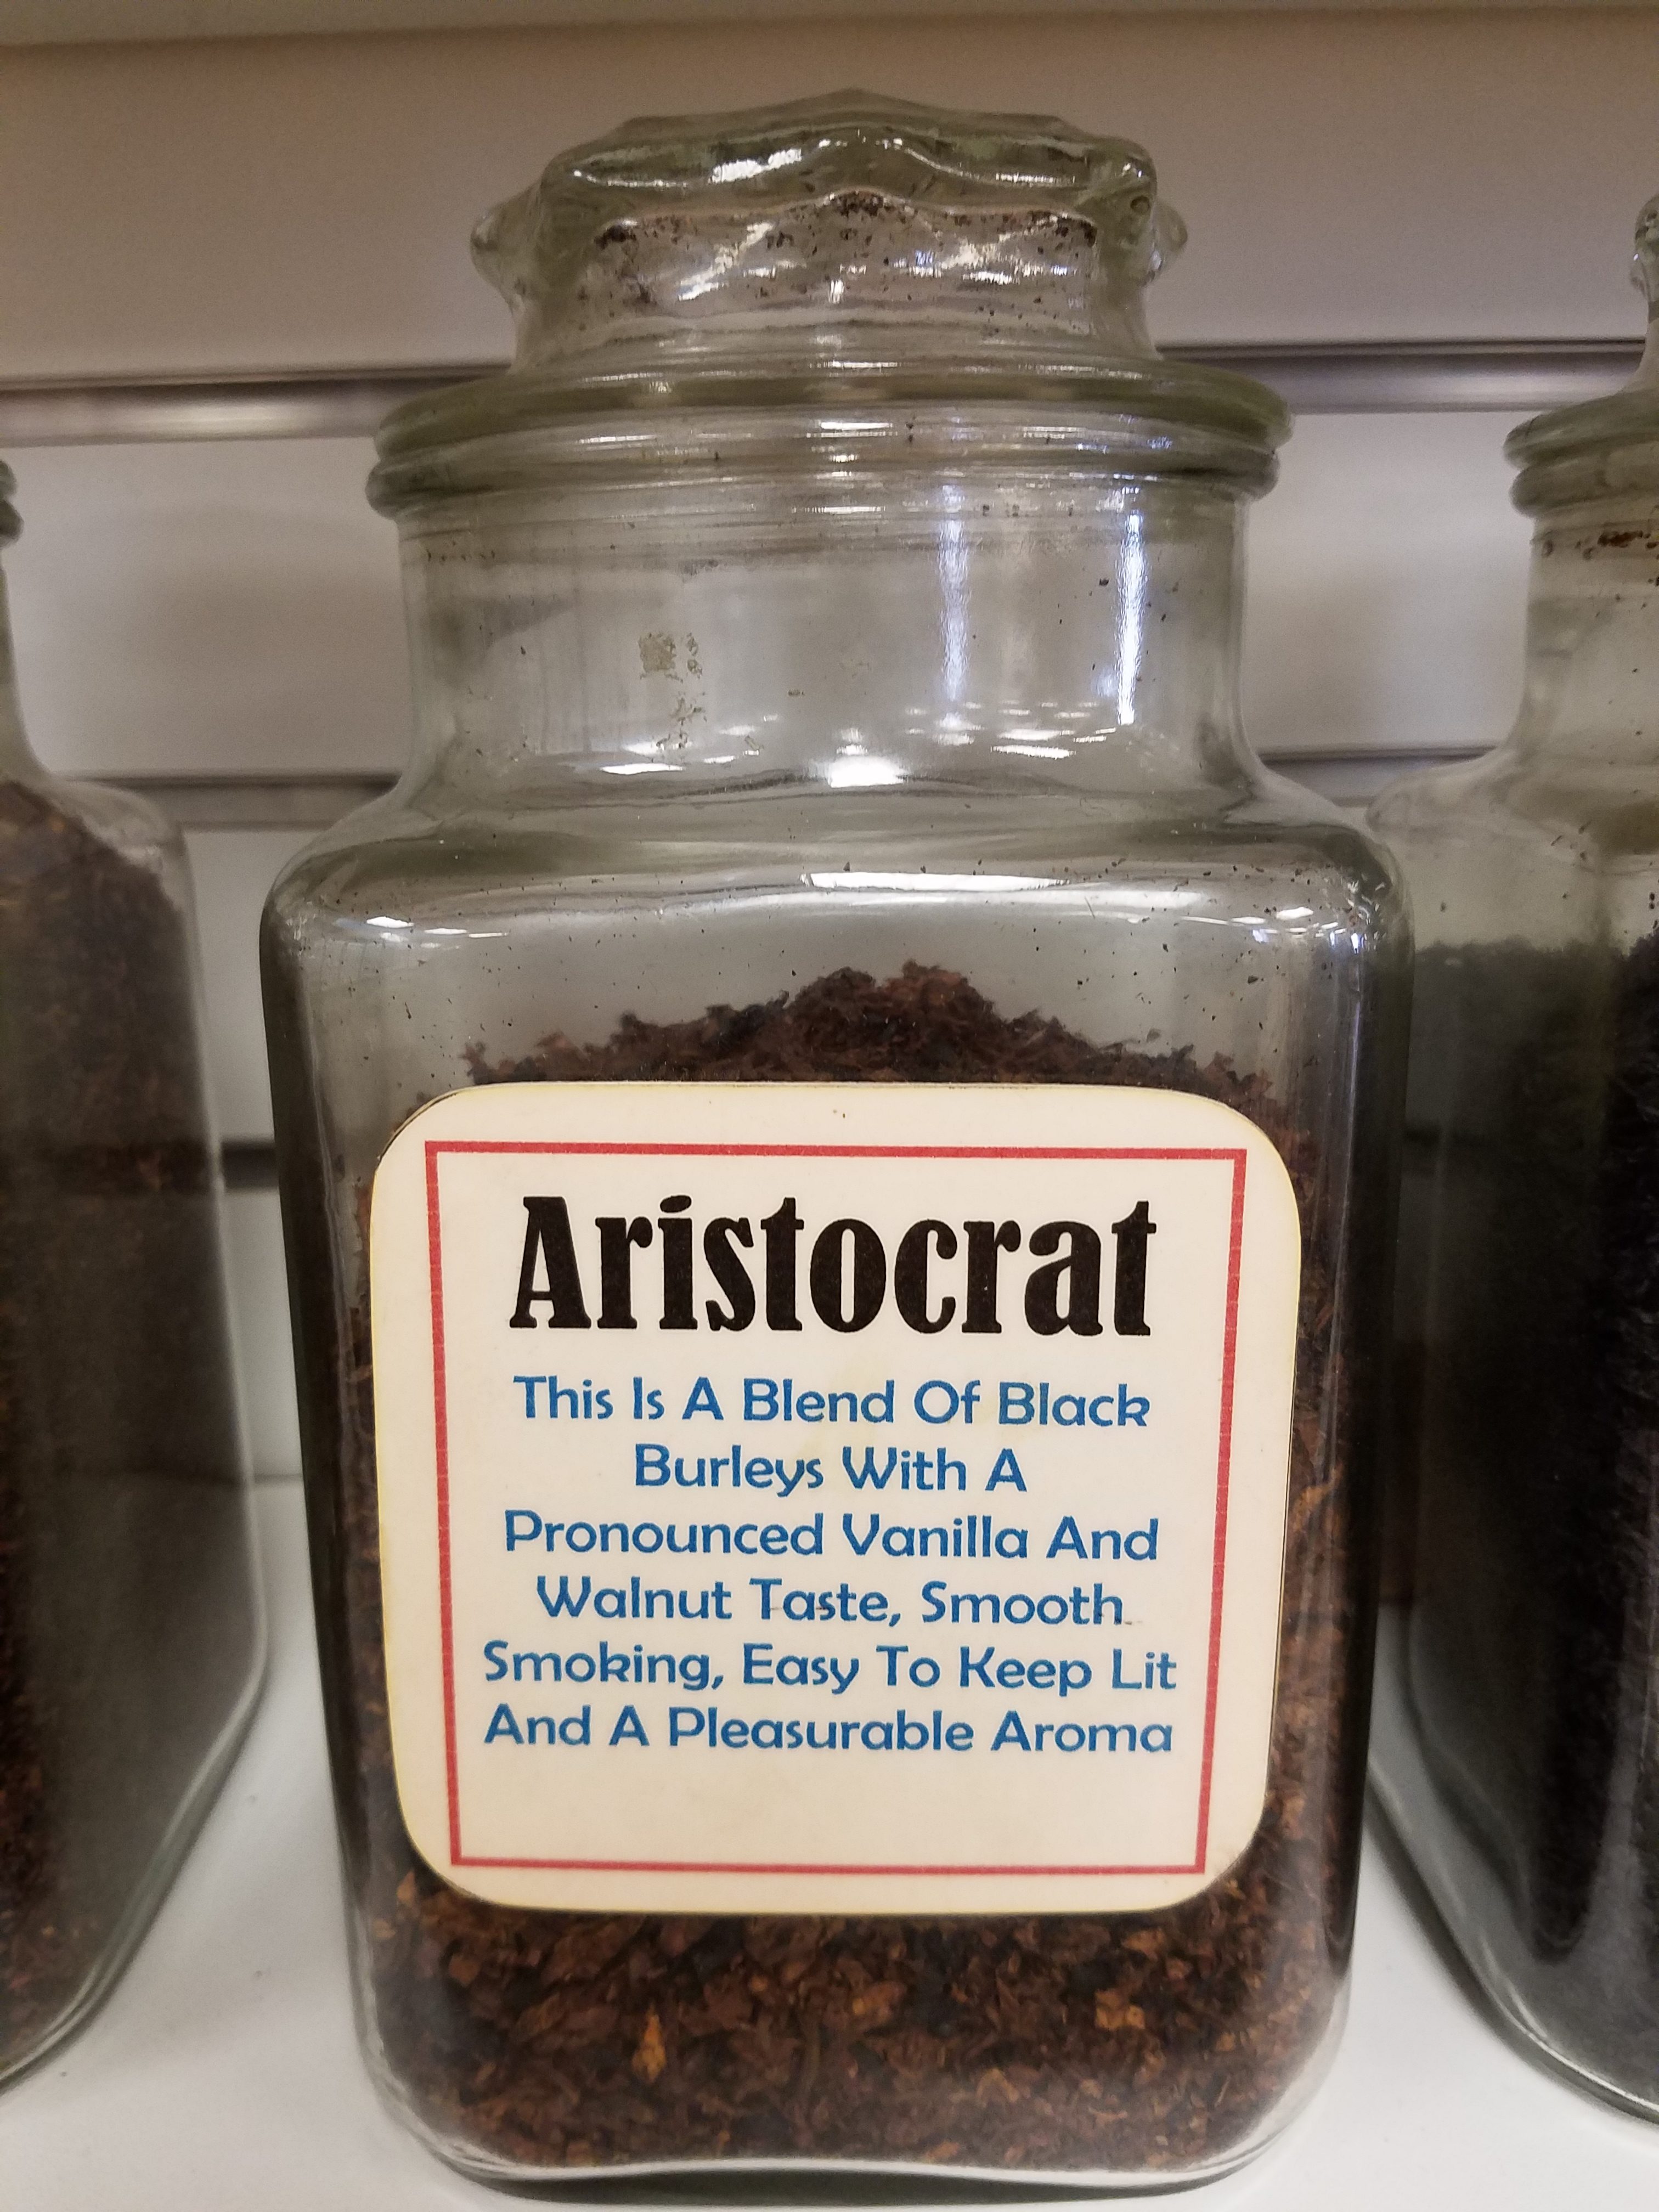 Aristocrat
This Is A Blend Of Black
Burleys With A
Pronounced Vanilla And
Walnut Taste, Smooth
Smoking, Easy To Keep Lit
And A Pleasurable Aroma